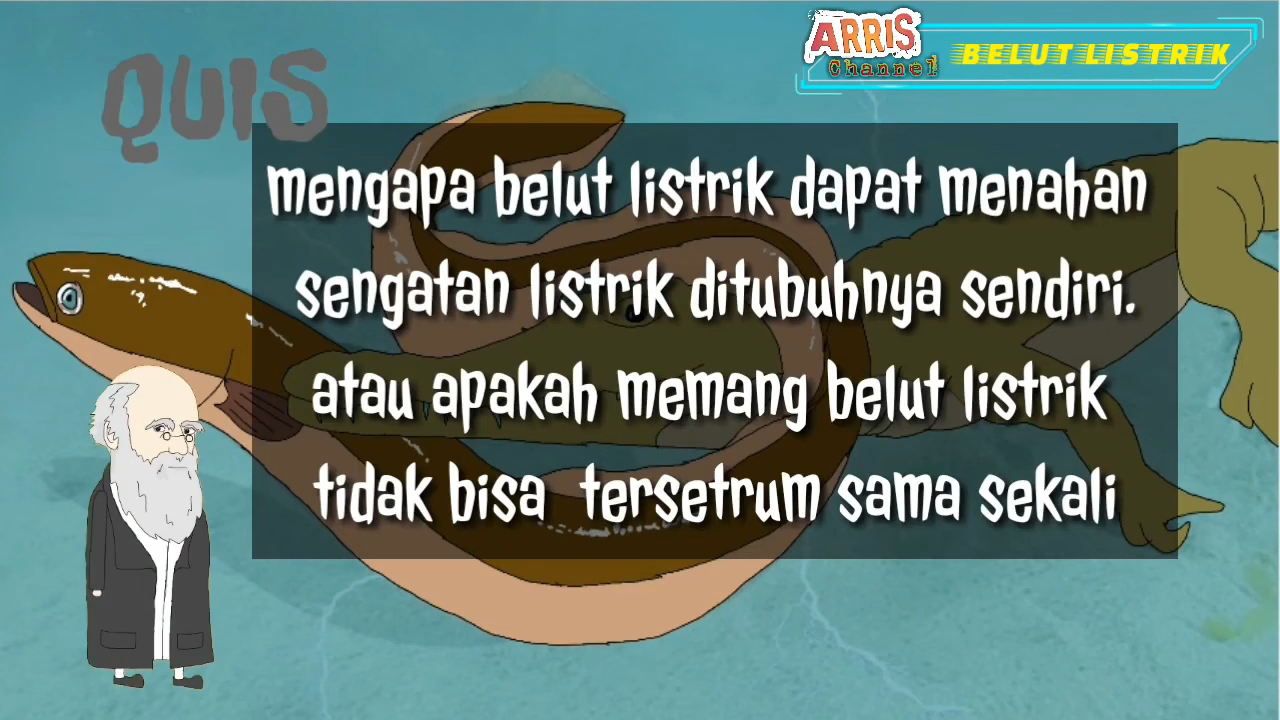 ARRIS
Channel
BELUT LISTRIK
QUIS
mengapa belut listrik dapat menahan
sengatan listrik ditubuhnya sendiri.
atau apakah memang belut listrik
tidak bisa tersetrum sama sekali